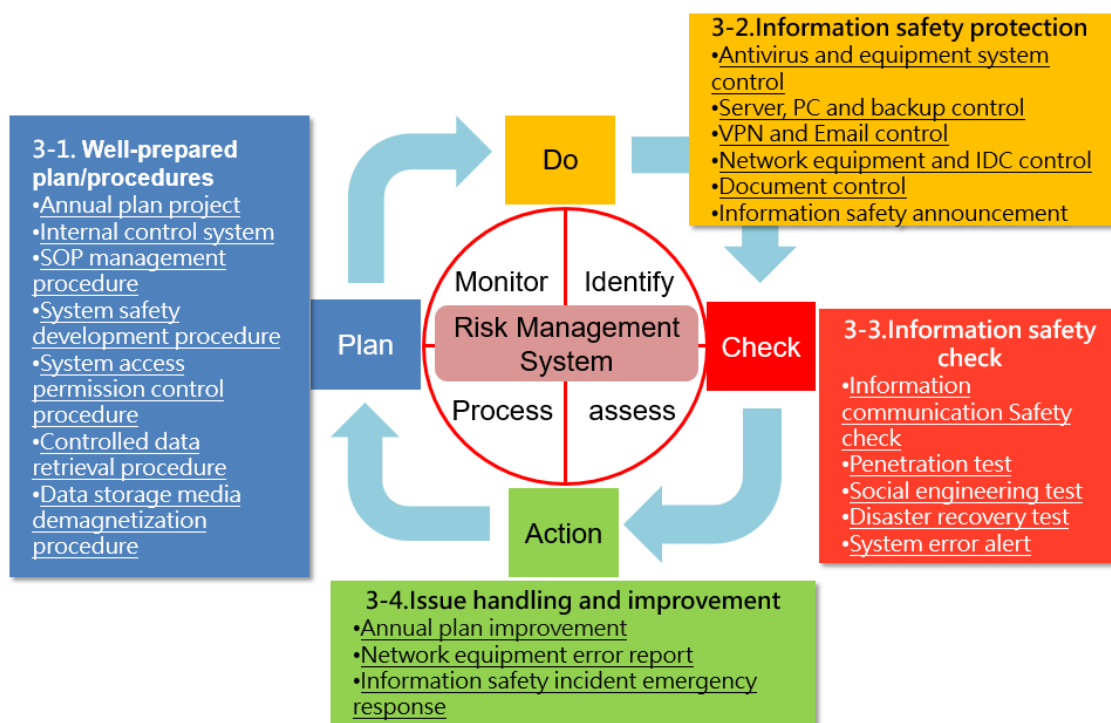 3-1. Well-prepared
plan/procedures
•Annual plan project
•Internal control system
•SOP management
procedure
•System safety
development procedure
•System access
permission control
procedure
•Controlled data
retrieval procedure
•Data storage media
demagnetization
procedure
3-2.Information safety protection
•Antivirus and equipment system
control
•Server, PC and backup control
•VPN and Email control
•Network equipment and IDC control
•Document control
•Information safety announcement
Do
Monitor
Identify
Plan
Risk Management
System
Check
Process
assess
Action
3-3.Information safety
check
•Information
communication Safety
check
•Penetration test
•Social engineering test
•Disaster recovery test
•System error alert
3-4.Issue handling and improvement
•Annual plan improvement
•Network equipment error report
•Information safety incident emergency
response